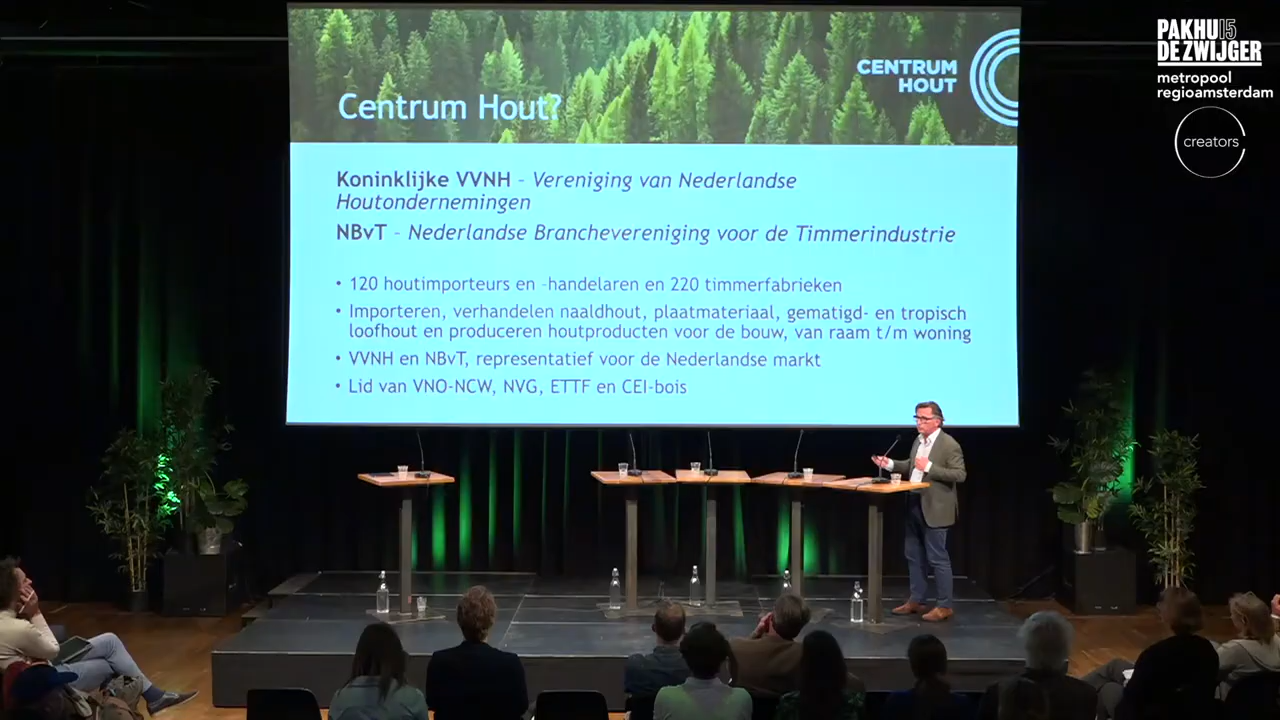 PAKHU15
DE ZWIJGER
metropool
regioamsterdam
creators
CENTRUM
HOUT
Centrum Hout?
Koninklijke VVNH – Vereniging van Nederlandse
Houtondernemingen
NBvT – Nederlandse Branchevereniging voor de Timmerindustrie
• 120 houtimporteurs en -handelaren en 220 timmerfabrieken
• Importeren, verhandelen naaldhout, plaatmateriaal, gematigd- en tropisch
loofhout en produceren houtproducten voor de bouw, van raam t/m woning
• VVNH en NBvT, representatief voor de Nederlandse markt
• Lid van VNO-NCW, NVG, ETTF en CEI-bois